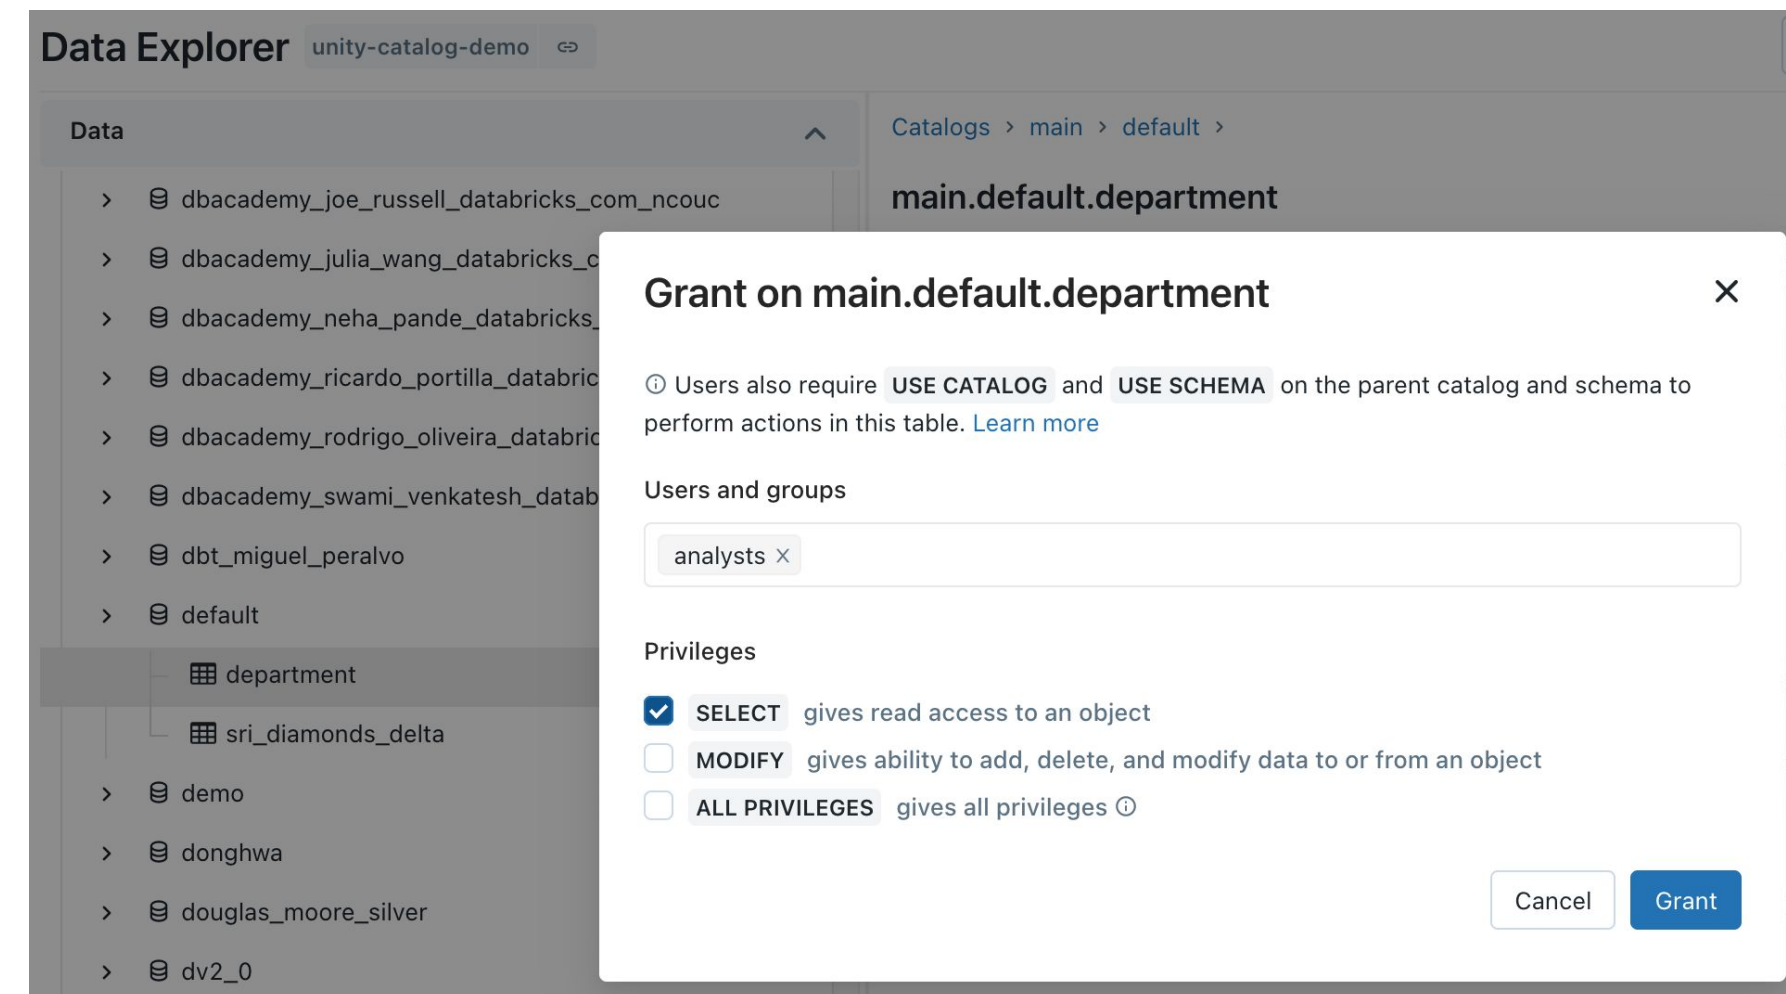 Data Explorer unity-catalog-demo
Data
dbacademy_joe_russell_databricks_com_ncouc
dbacademy_julia_wang_databricks_c
dbacademy_neha_pande_databricks_
dbacademy_ricardo_portilla_databric
dbacademy_rodrigo_oliveira_databric
dbacademy_swami_venkatesh_datab
dbt_miguel_peralvo
default
department
sri_diamonds_delta
demo
donghwa
douglas_moore_silver
dv2_0
Catalogs > main > default >
main.default.department
Grant on main.default.department
Users also require USE CATALOG and USE SCHEMA on the parent catalog and schema to
perform actions in this table. Learn more
Users and groups
analysts
Privileges
SELECT gives read access to an object
MODIFY gives ability to add, delete, and modify data to or from an object
ALL PRIVILEGES gives all privileges
Cancel Grant